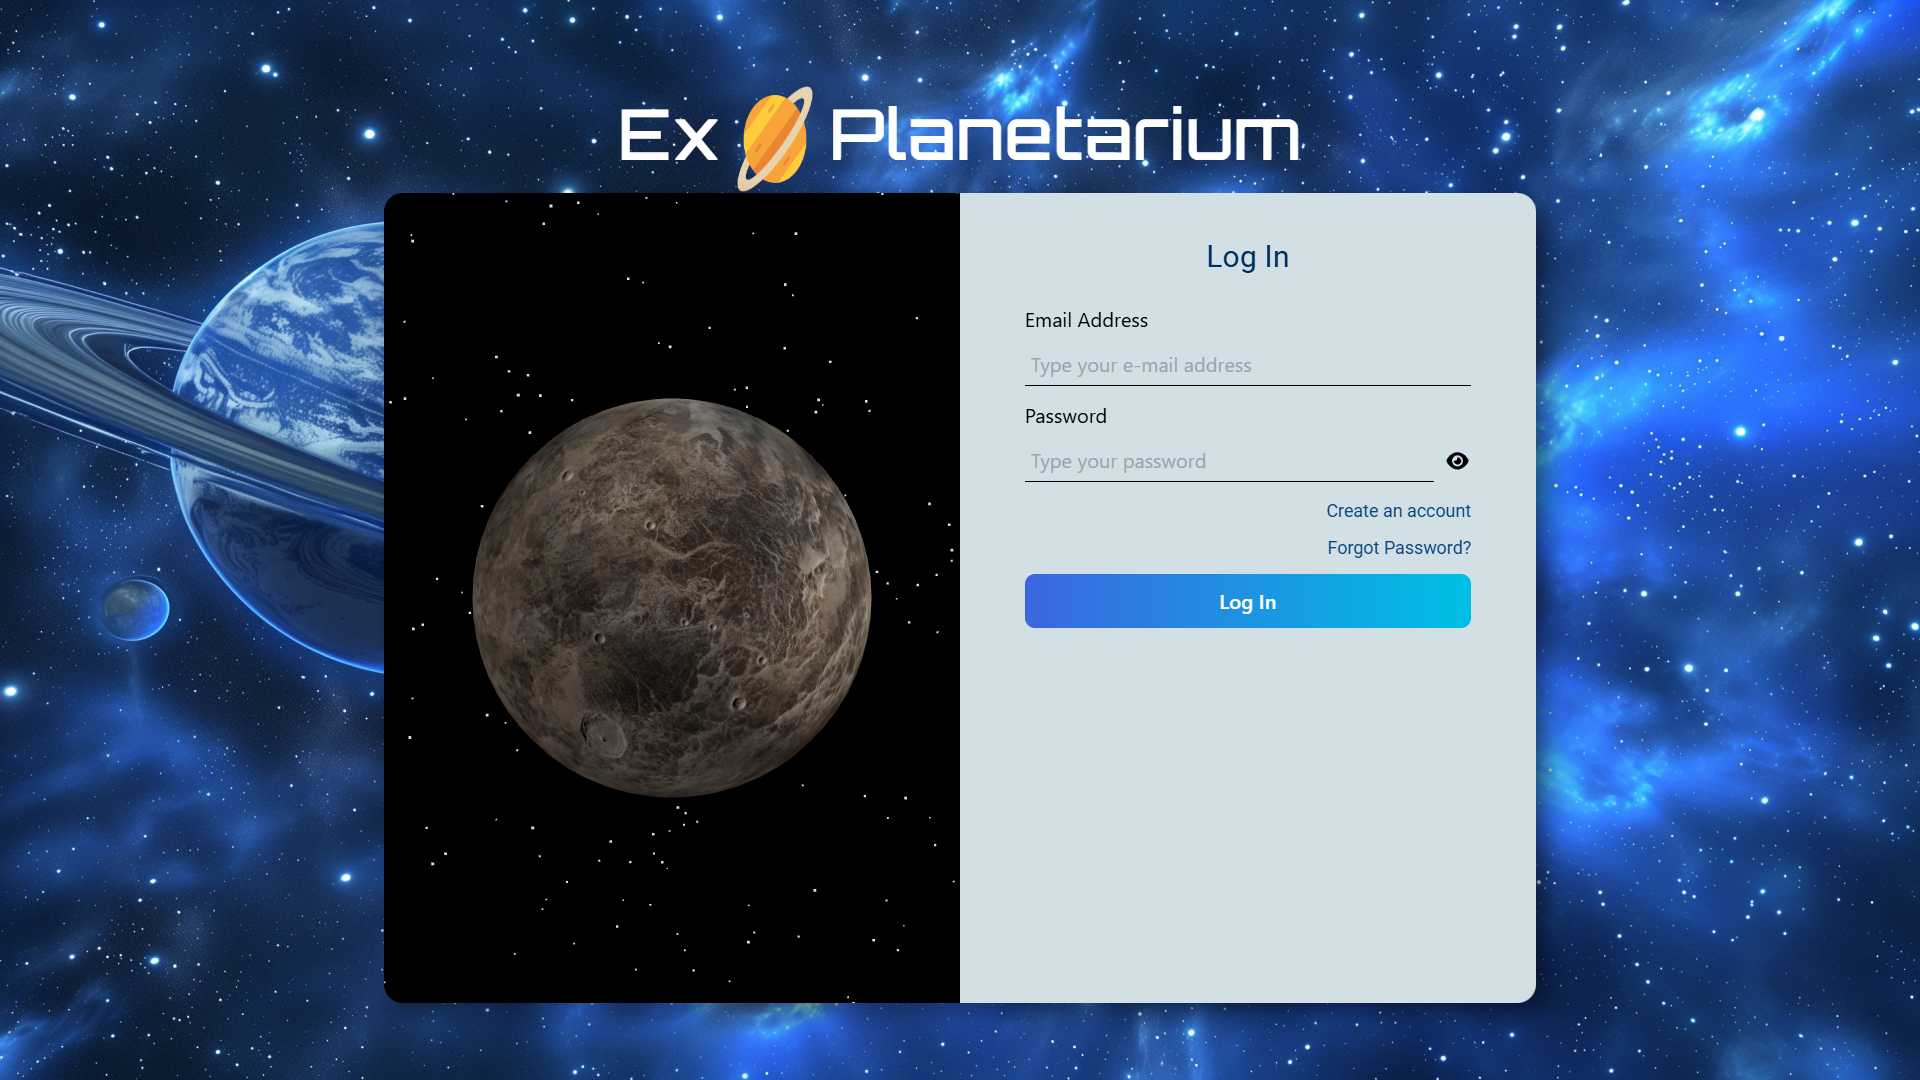 Ex Planetarium
Log In
Email Address
Type your e-mail address
Password
Type your password
Create an account
Forgot Password?
Log In